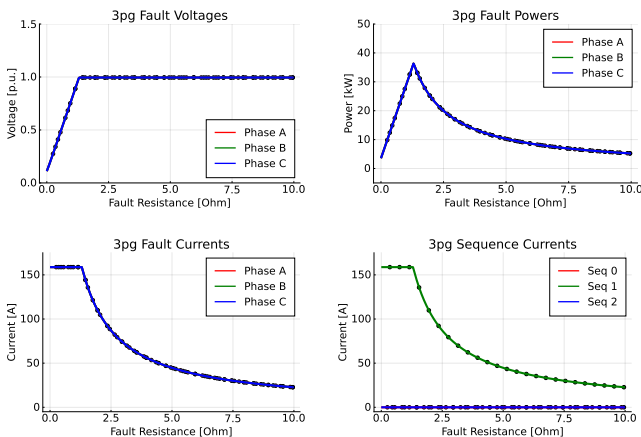 3pg Fault Voltages
Voltage [p.u.]
1.5
1.0
0.5
0.0
Phase A
Phase B
Phase C
0.0 2.5 5.0 7.5 10.0
Fault Resistance [Ohm]
3pg Fault Powers
Power [kW]
50
40
30
20
10
0
Phase A
Phase B
Phase C
0.0 2.5 5.0 7.5 10.0
Fault Resistance [Ohm]
3pg Fault Currents
Current [A]
150
100
50
0
Phase A
Phase B
Phase C
0.0 2.5 5.0 7.5 10.0
Fault Resistance [Ohm]
3pg Sequence Currents
Current [A]
150
100
50
0
Seq 0
Seq 1
Seq 2
0.0 2.5 5.0 7.5 10.0
Fault Resistance [Ohm]